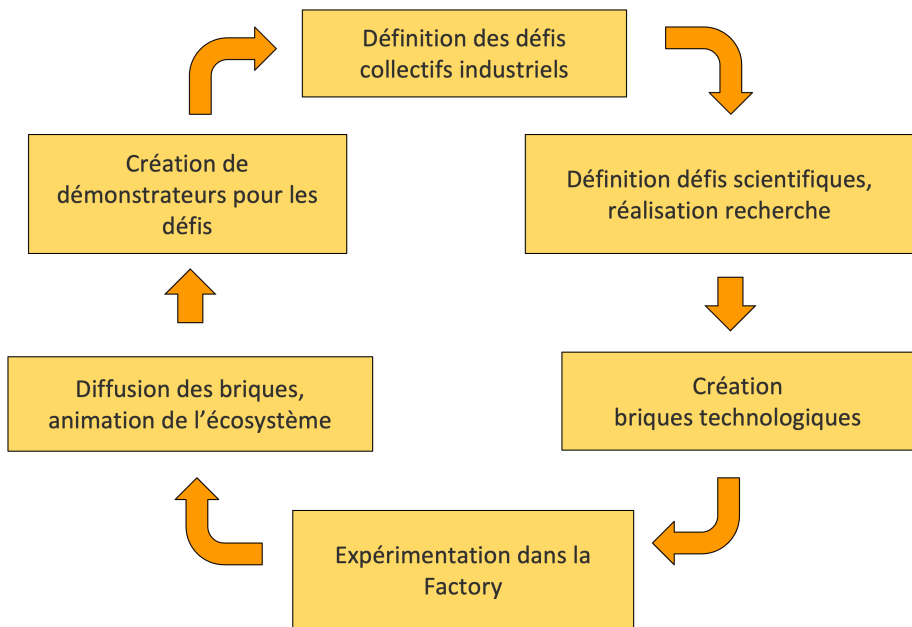 Définition des défis
collectifs industriels
Définition défis scientifiques,
réalisation recherche
Création
briques technologiques
Expérimentation dans la
Factory
Diffusion des briques,
animation de l’écosystème
Création de
démonstrateurs pour les
défis